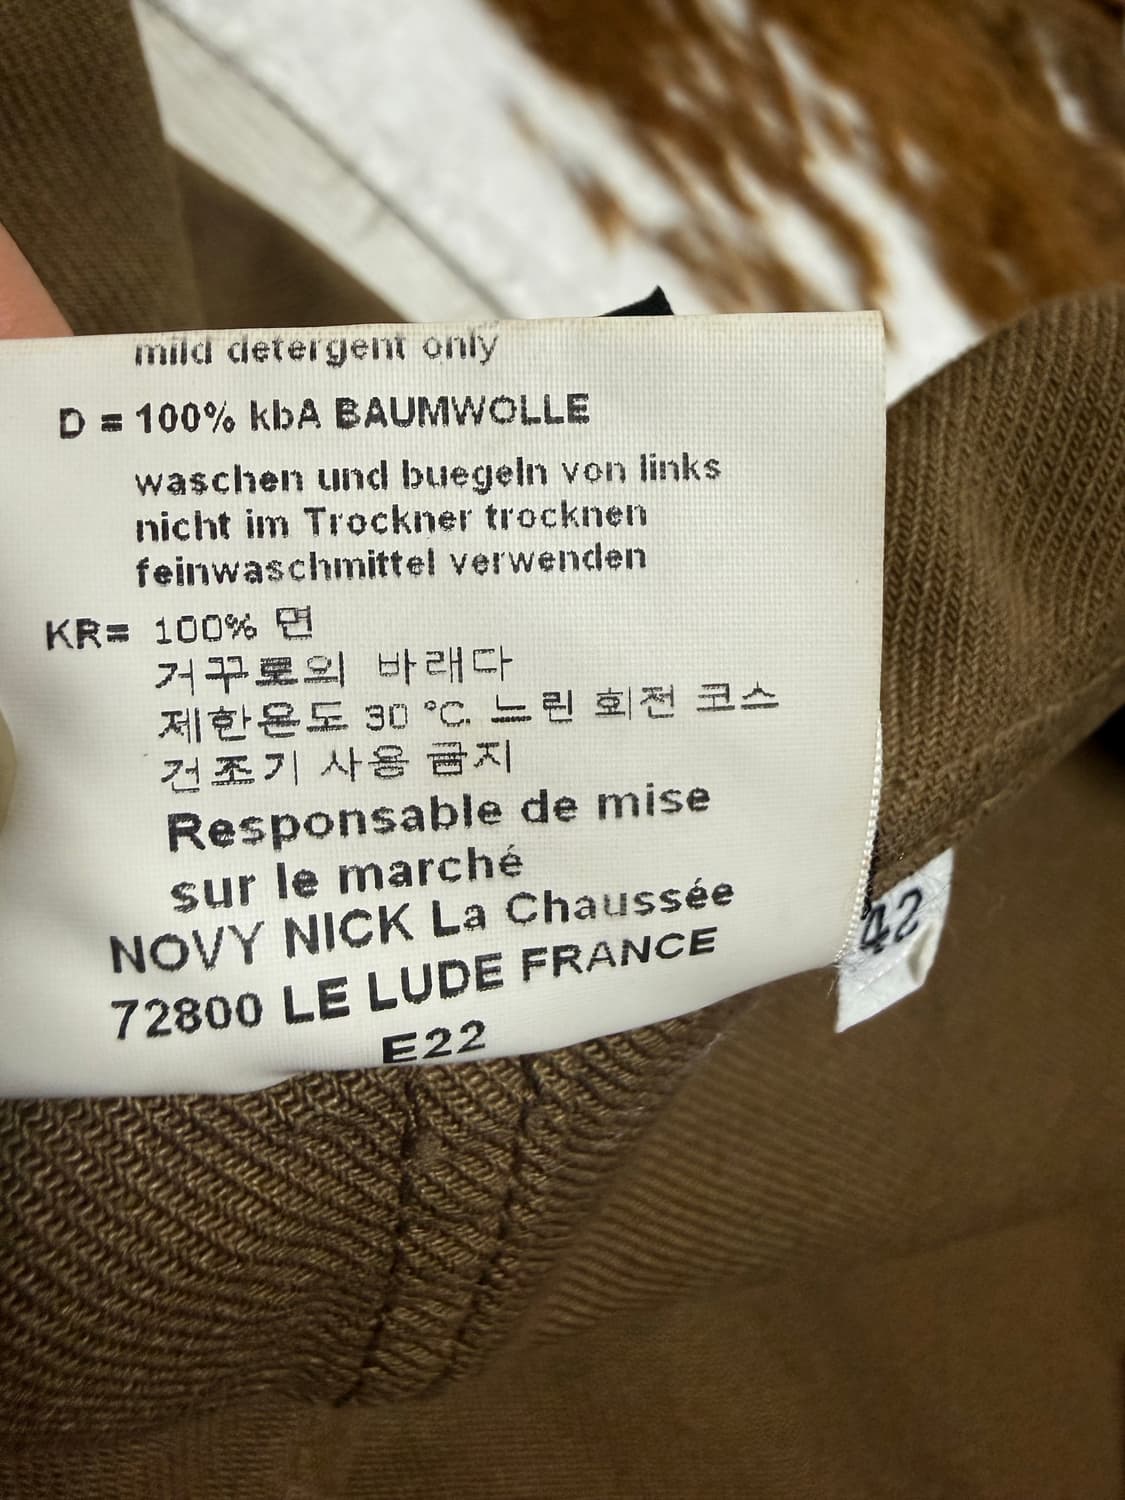 mild detergent only
D = 100% kbA BAUMWOLLE
waschen und buegeln von links
nicht im Trockner trocknen
feinwaschmittel verwenden
KR= 100% 면
거꾸로의 바래다
제한온도 30 °C. 느린 회전 코스
건조기 사용 금지
Responsable de mise
sur le marché
NOVY NICK La Chaussée
72800 LE LUDE FRANCE
E22
42